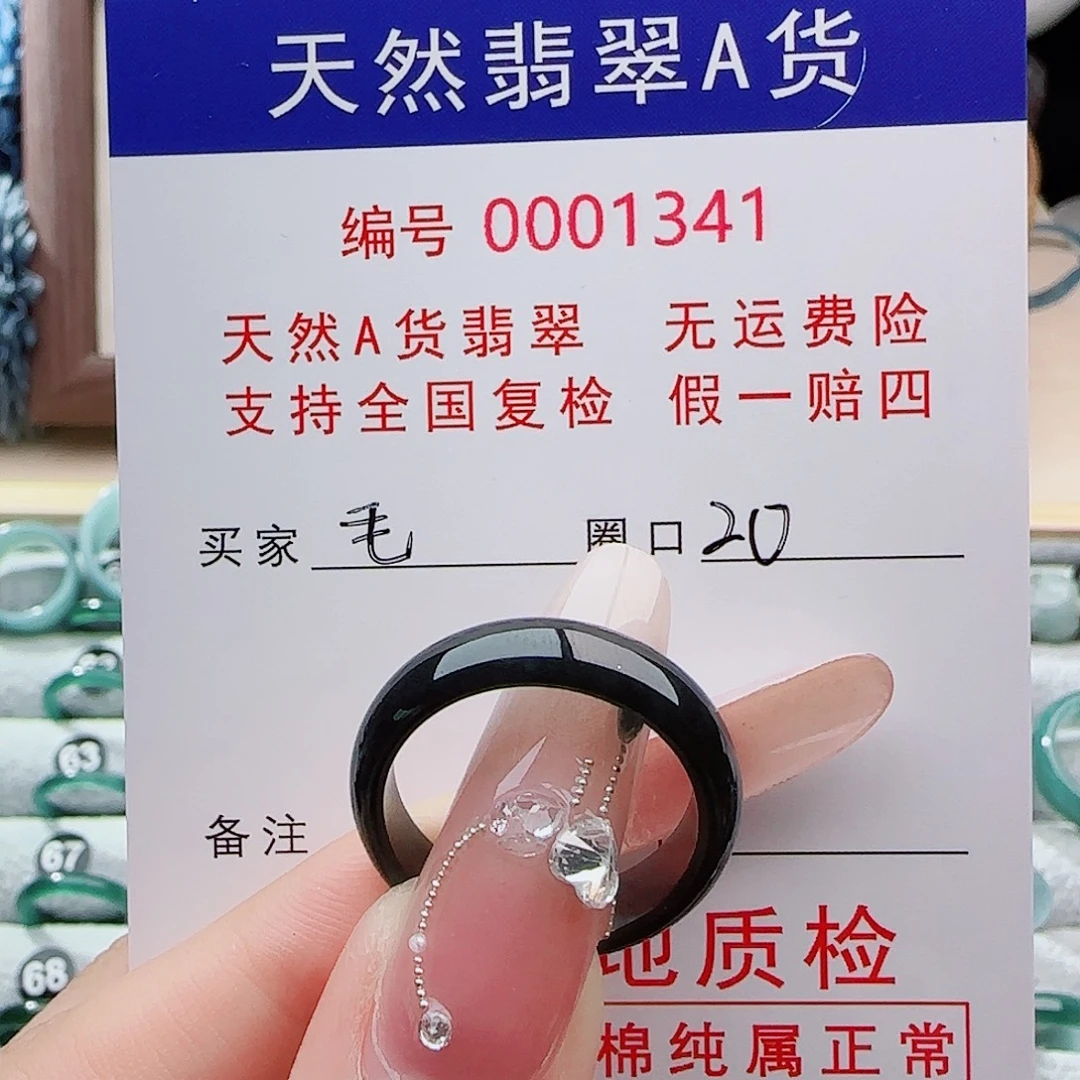 天然翡翠A货
编号 0001341
天然A货翡翠 无运费险
支持全国复检 假一赔四
买家 毛 圈口 20
备注
地质检
棉纯属正常
63
67
68